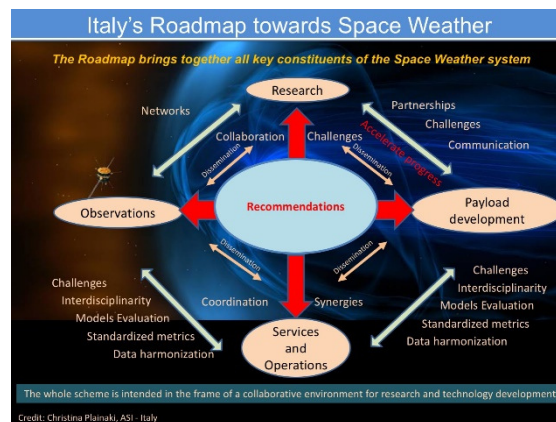 Italy's Roadmap towards Space Weather
The Roadmap brings together all key constituents of the Space Weather system
Research
Networks
Partnerships
Challenges
Communication
Collaboration
Challenges
Accelerate progress
Dissemination
Dissemination
Observations
Recommendations
Payload
development
Dissemination
Dissemination
Coordination
Synergies
Challenges
Interdisciplinarity
Models Evaluation
Standardized metrics
Data harmonization
Services
and
Operations
Challenges
Interdisciplinarity
Models Evaluation
Standardized metrics
Data harmonization
The whole scheme is intended in the frame of a collaborative environment for research and technology development
Credit: Christina Plainaki, ASI - Italy